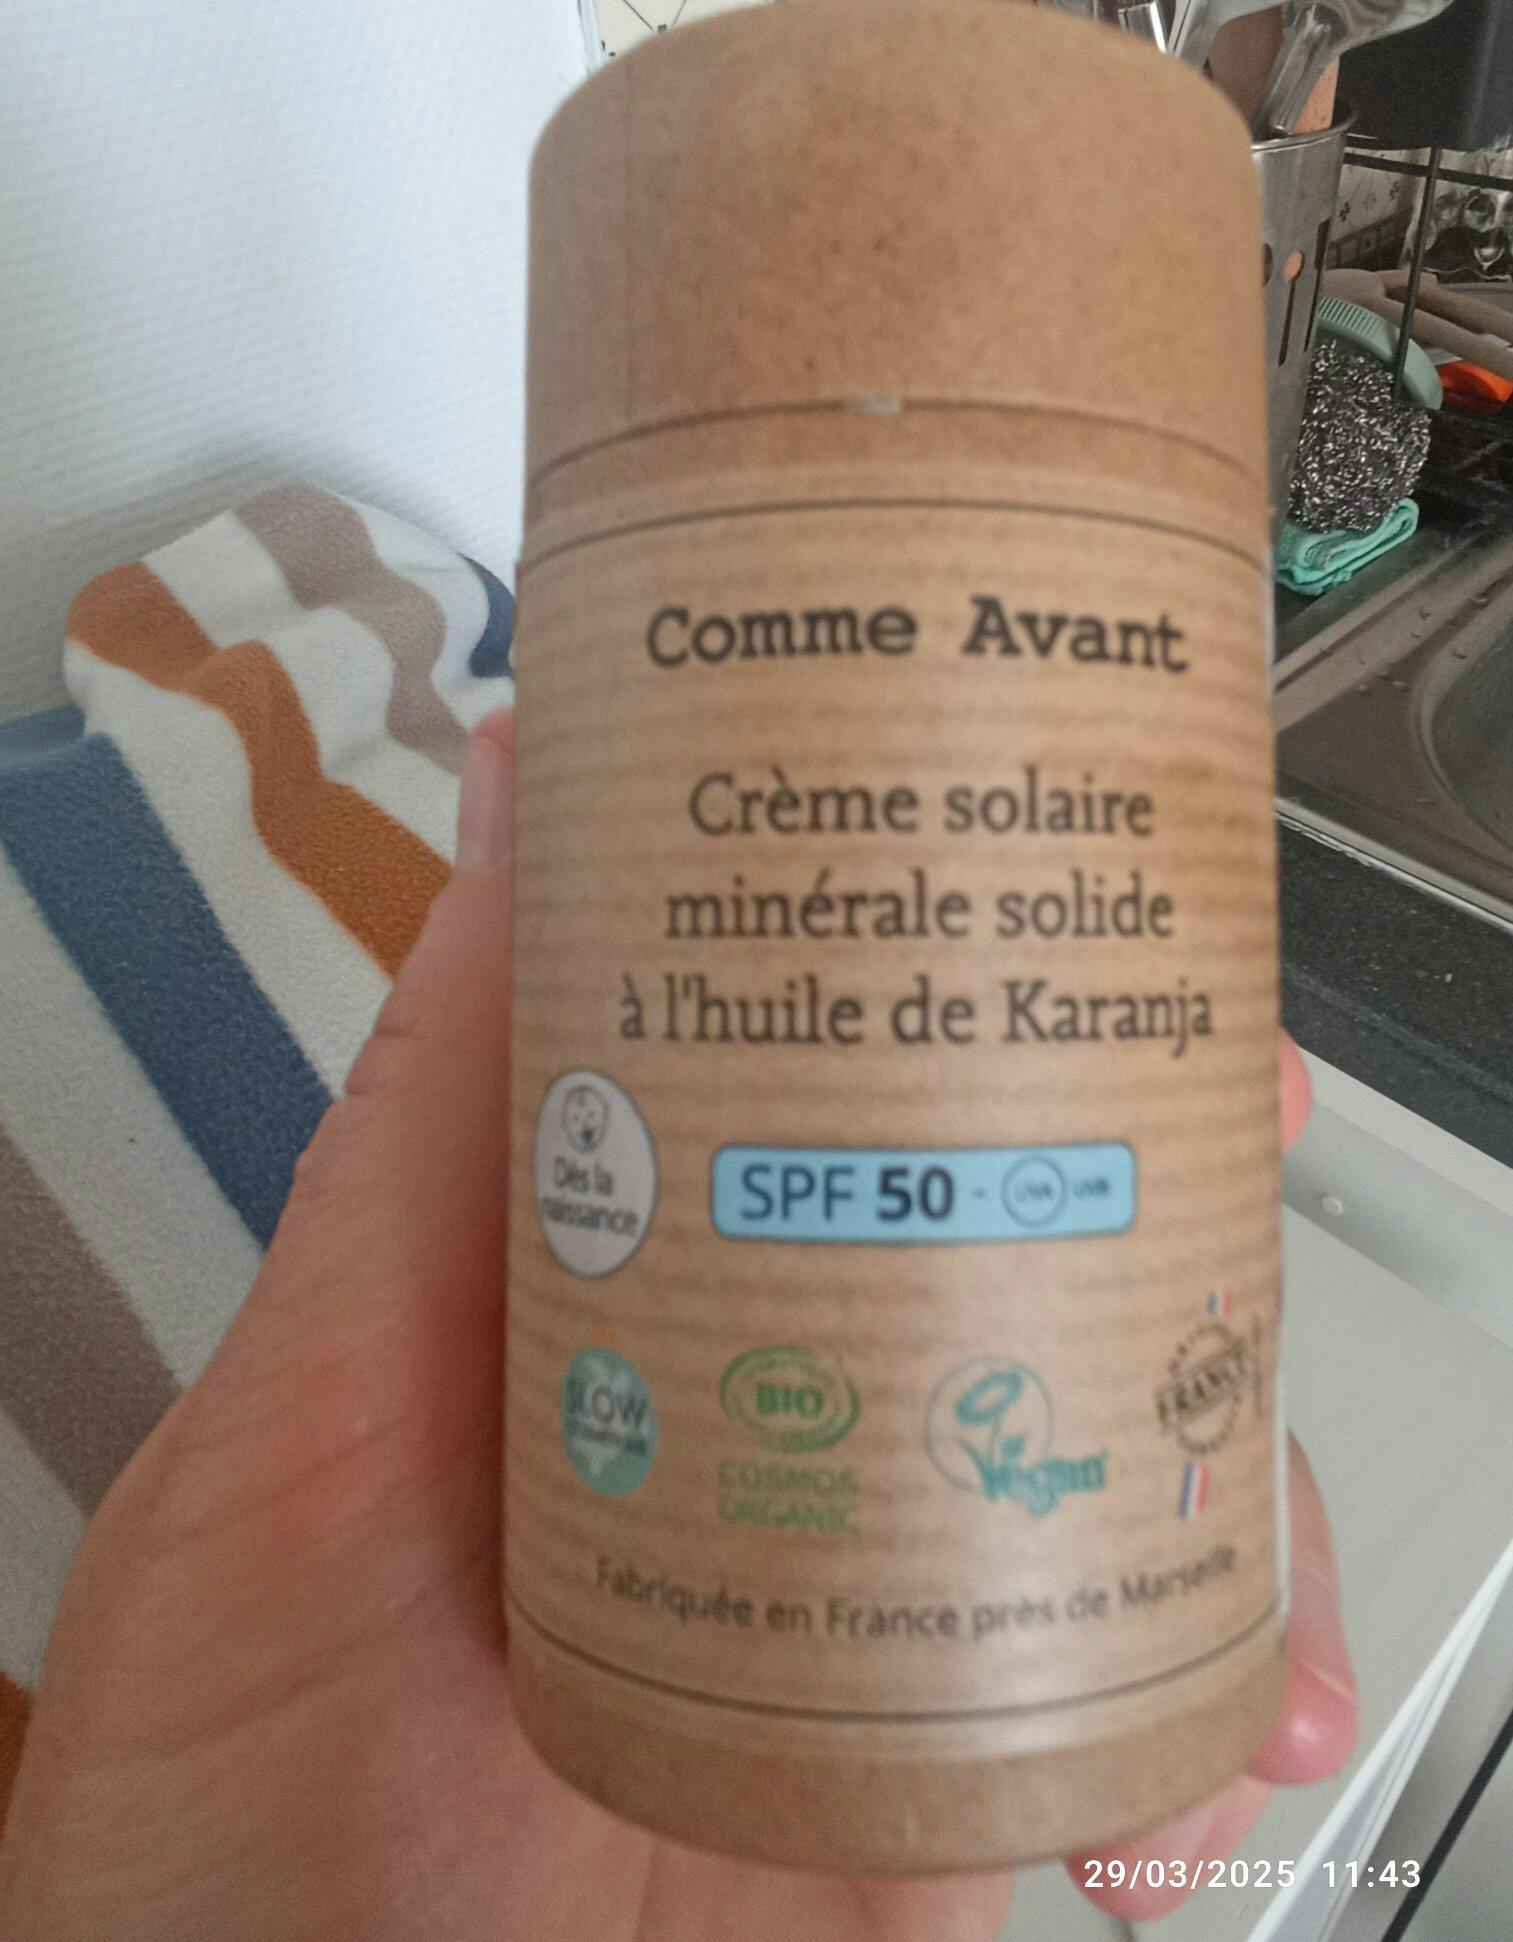 Comme Avant
Crème solaire
minérale solide
à l'huile de Karanja
Dès la
naissance
SPF 50 - UVA UVB
SLOW
BIO
COSMOS
ORGANIC
Végan
FRANCE
Fabriquée en France près de Marseille
29/03/2025 11:43